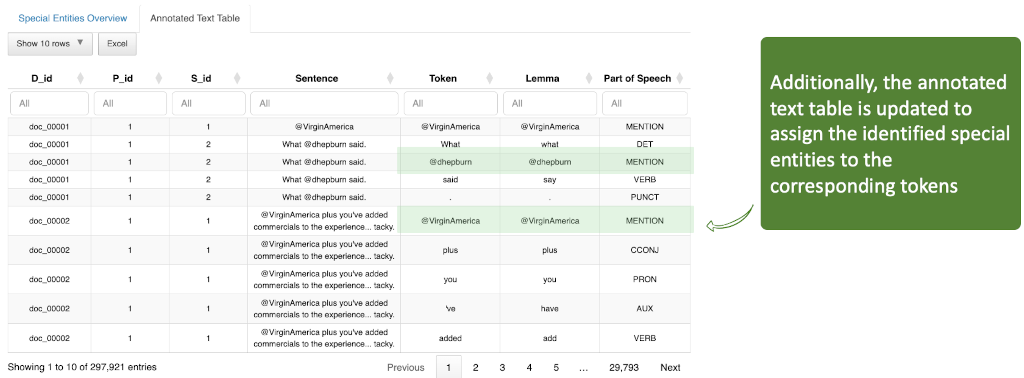 Special Entities Overview Annotated Text Table
Show 10 rows Excel
D_id P_id S_id Sentence Token Lemma Part of Speech
All All All All All All All
doc_00001 1 1 @VirginAmerica @VirginAmerica @VirginAmerica MENTION
doc_00001 1 2 What @dhepburn said. What what DET
doc_00001 1 2 What @dhepburn said. @dhepburn @dhepburn MENTION
doc_00001 1 2 What @dhepburn said. said say VERB
doc_00001 1 2 What @dhepburn said. . . PUNCT
doc_00002 1 1 @VirginAmerica plus you've added
commercials to the experience... tacky. @VirginAmerica @VirginAmerica MENTION
doc_00002 1 1 @VirginAmerica plus you've added
commercials to the experience... tacky. plus plus CCONJ
doc_00002 1 1 @VirginAmerica plus you've added
commercials to the experience... tacky. you you PRON
doc_00002 1 1 @VirginAmerica plus you've added
commercials to the experience... tacky. 've have AUX
doc_00002 1 1 @VirginAmerica plus you've added
commercials to the experience... tacky. added add VERB
Showing 1 to 10 of 297,921 entries Previous 1 2 3 4 5 ... 29,793 Next
Additionally, the annotated
text table is updated to
assign the identified special
entities to the
corresponding tokens